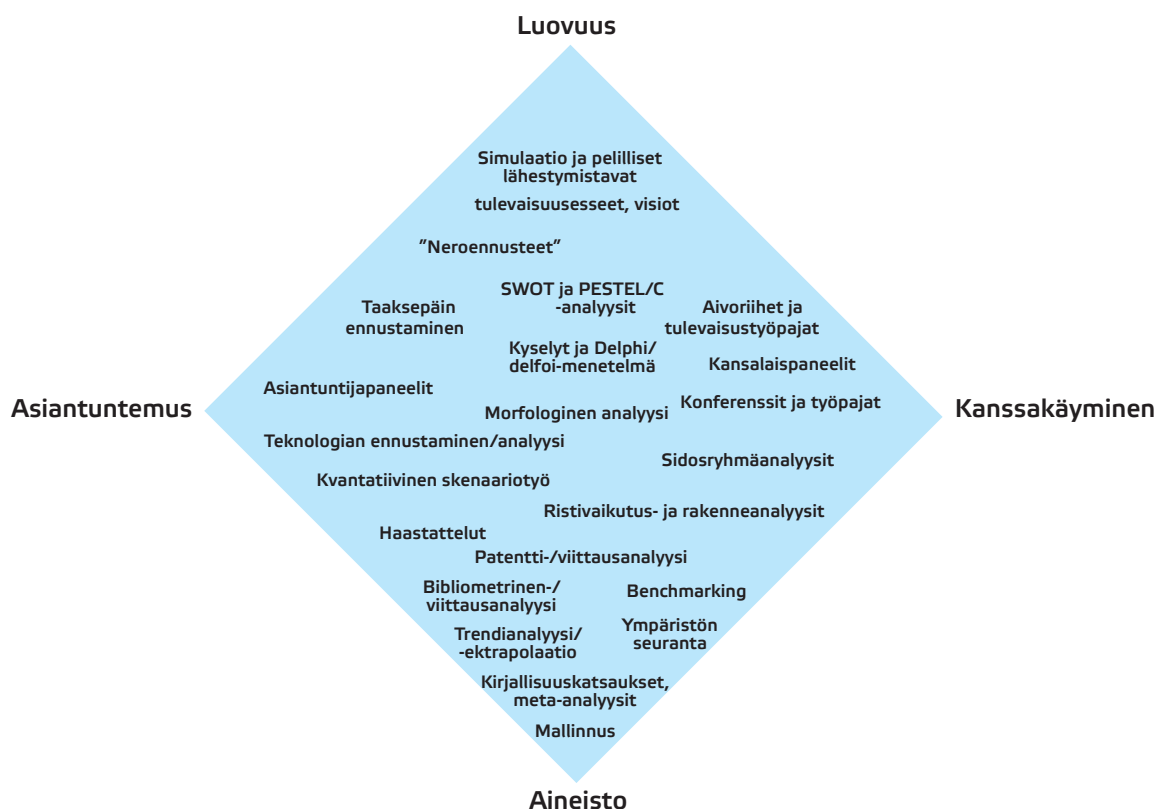 Luovuus
Simulaatio ja pelilliset
lähestymistavat
tulevaisuusesseet, visiot
”Neroennusteet”
SWOT ja PESTEL/C
-analyysit
Taaksepäin
ennustaminen
Aivoriihet ja
tulevaisustyöpajat
Kyselyt ja Delphi/
delfoi-menetelmä
Kansalaispaneelit
Asiantuntijapaneelit
Konferenssit ja työpajat
Asiantuntemus
Morfologinen analyysi
Kanssakäyminen
Teknologian ennustaminen/analyysi
Sidosryhmäanalyysit
Kvantatiivinen skenaariotyö
Ristivaikutus- ja rakenneanalyysit
Haastattelut
Patentti-/viittausanalyysi
Bibliometrinen-/
viittausanalyysi
Benchmarking
Trendianalyysi/
-ektrapolaatio
Ympäristön
seuranta
Kirjallisuuskatsaukset,
meta-analyysit
Mallinnus
Aineisto